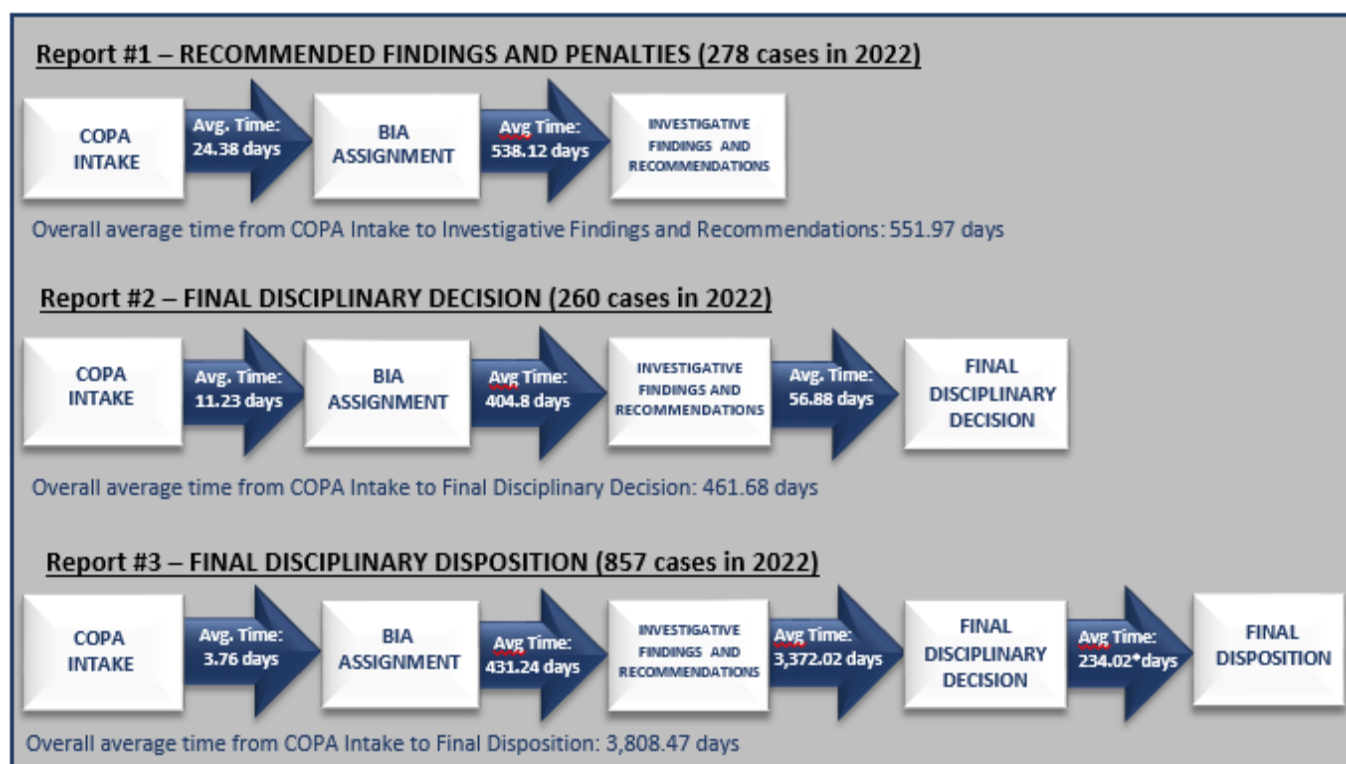 Report #1 – RECOMMENDED FINDINGS AND PENALTIES (278 cases in 2022)
COPA
INTAKE
Avg. Time:
24.38 days
BIA
ASSIGNMENT
Avg Time:
538.12 days
INVESTIGATIVE
FINDINGS AND
RECOMMENDATIONS
Overall average time from COPA Intake to Investigative Findings and Recommendations: 551.97 days
Report #2 – FINAL DISCIPLINARY DECISION (260 cases in 2022)
COPA
INTAKE
Avg. Time:
11.23 days
BIA
ASSIGNMENT
Avg Time:
404.8 days
INVESTIGATIVE
FINDINGS AND
RECOMMENDATIONS
Avg. Time:
56.88 days
FINAL
DISCIPLINARY
DECISION
Overall average time from COPA Intake to Final Disciplinary Decision: 461.68 days
Report #3 – FINAL DISCIPLINARY DISPOSITION (857 cases in 2022)
COPA
INTAKE
Avg. Time:
3.76 days
BIA
ASSIGNMENT
Avg Time:
431.24 days
INVESTIGATIVE
FINDINGS AND
RECOMMENDATIONS
Avg Time:
3,372.02 days
FINAL
DISCIPLINARY
DECISION
Avg Time:
234.02*days
FINAL
DISPOSITION
Overall average time from COPA Intake to Final Disposition: 3,808.47 days